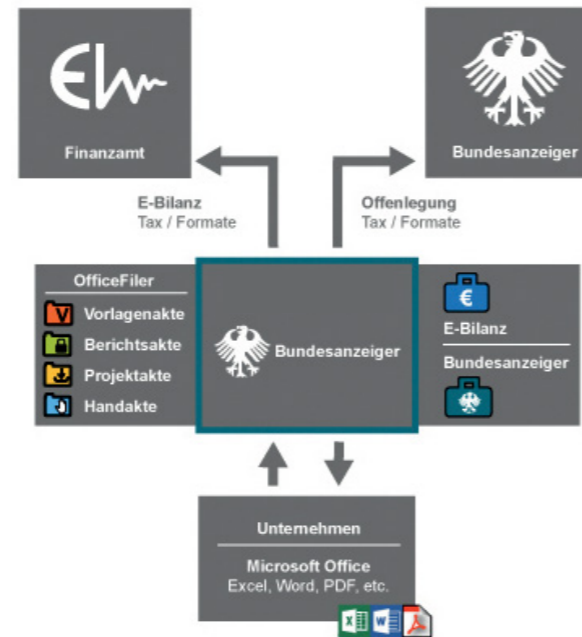 Finanzamt
Bundesanzeiger
E-Bilanz
Tax / Formate
Offenlegung
Tax / Formate
OfficeFiler
V Vorlagenakte
Berichtsakte
Projektakte
Handakte
Bundesanzeiger
€
E-Bilanz
Bundesanzeiger
Unternehmen
Microsoft Office
Excel, Word, PDF, etc.
X W